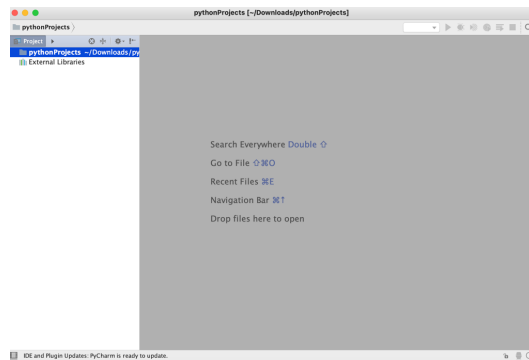 pythonProjects [~/Downloads/pythonProjects]
pythonProjects
Project
pythonProjects ~/Downloads/py
External Libraries
Search Everywhere Double ⇧
Go to File ⇧⌘O
Recent Files ⌘E
Navigation Bar ⌘↑
Drop files here to open
IDE and Plugin Updates: PyCharm is ready to update.